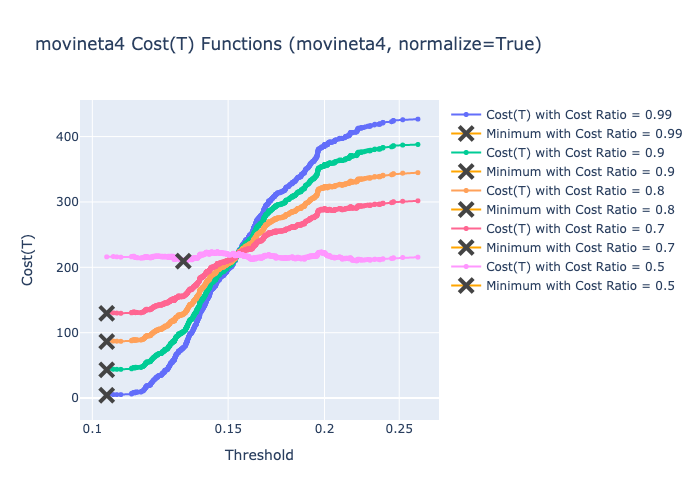 movineta4 Cost(T) Functions (movineta4, normalize=True)
Cost(T) with Cost Ratio = 0.99
Minimum with Cost Ratio = 0.99
Cost(T) with Cost Ratio = 0.9
Minimum with Cost Ratio = 0.9
Cost(T) with Cost Ratio = 0.8
Minimum with Cost Ratio = 0.8
Cost(T) with Cost Ratio = 0.7
Minimum with Cost Ratio = 0.7
Cost(T) with Cost Ratio = 0.5
Minimum with Cost Ratio = 0.5
400
300
200
100
0
Cost(T)
0.1 0.15 0.2 0.25
Threshold